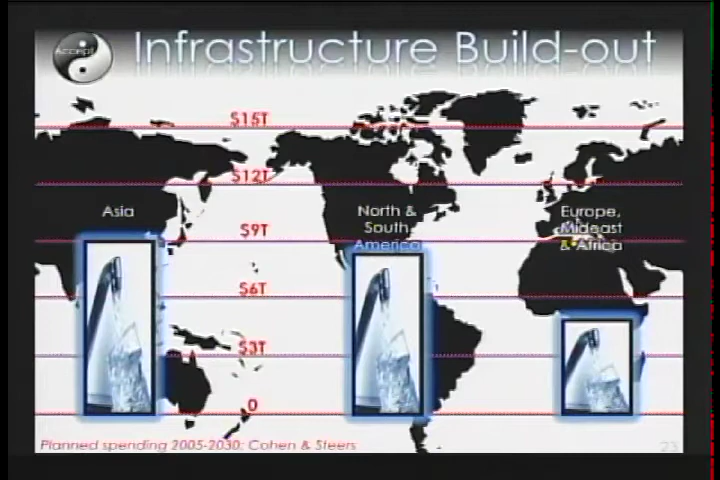 Accept
Infrastructure Build-out
$15T
$12T
Asia
North &
South
America
Europe,
Mideast
& Africa
$9T
$6T
$3T
0
Planned spending 2005-2030; Cohen & Steers
23